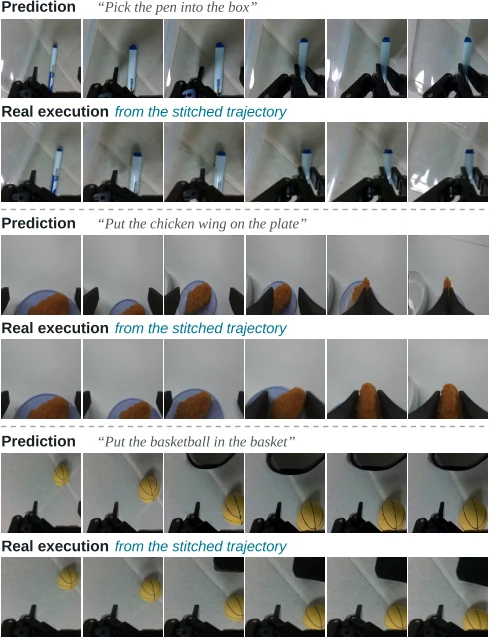 Prediction “Pick the pen into the box”
Real execution from the stitched trajectory
Prediction “Put the chicken wing on the plate”
Real execution from the stitched trajectory
Prediction “Put the basketball in the basket”
Real execution from the stitched trajectory